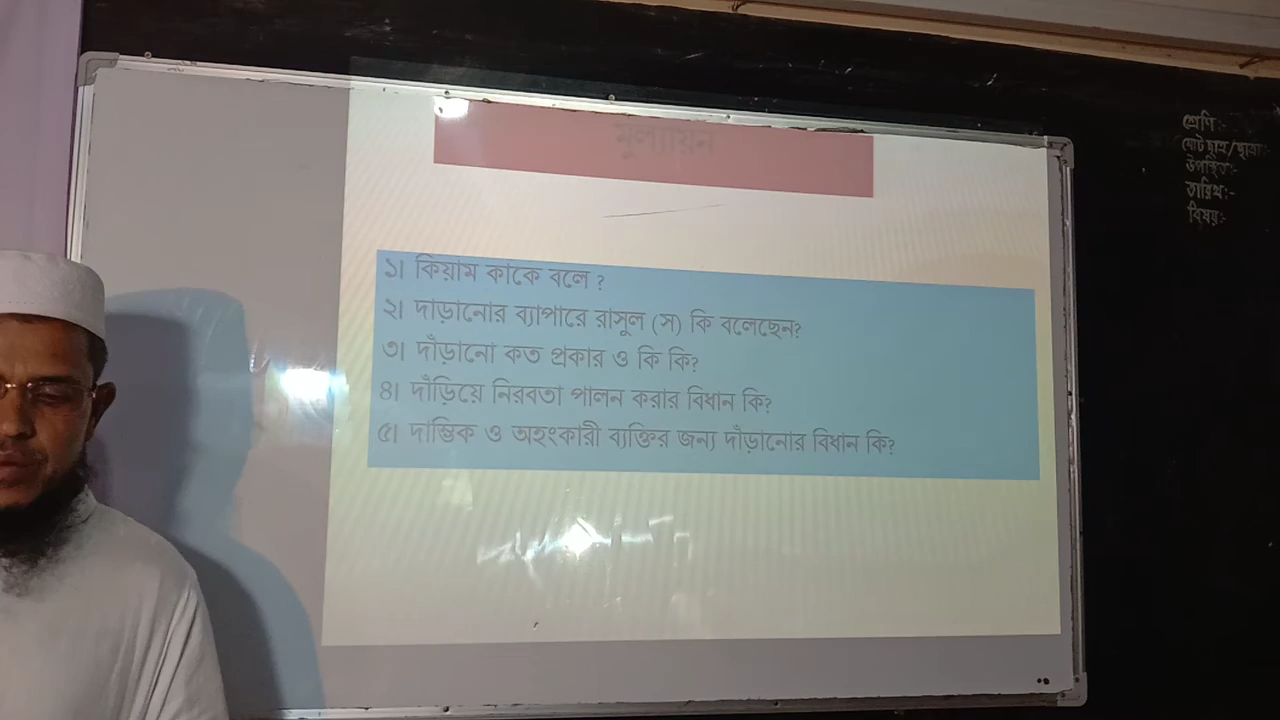 মূল্যায়ন
১। কিয়াম কাকে বলে ?
২। দাড়ানোর ব্যাপারে রাসুল (স) কি বলেছেন?
৩। দাঁড়ানো কত প্রকার ও কি কি?
৪। দাঁড়িয়ে নিরবতা পালন করার বিধান কি?
৫। দাম্ভিক ও অহংকারী ব্যক্তির জন্য দাঁড়ানোর বিধান কি?
শ্রেণি:-
মোট ছাত্র/ছাত্রী:-
উপস্থিত:-
তারিখ:-
বিষয়:-